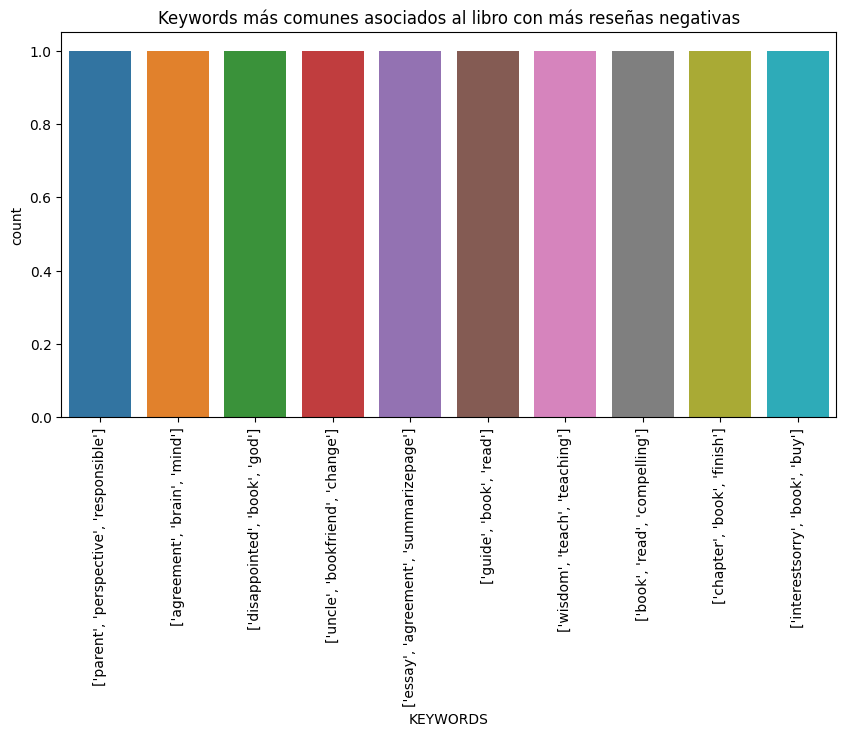 Keywords más comunes asociados al libro con más reseñas negativas
1.0
0.8
0.6
0.4
0.2
0.0
count
['parent', 'perspective', 'responsible']
['agreement', 'brain', 'mind']
['disappointed', 'book', 'god']
['uncle', 'bookfriend', 'change']
['essay', 'agreement', 'summarizepage']
['guide', 'book', 'read']
['wisdom', 'teach', 'teaching']
['book', 'read', 'compelling']
['chapter', 'book', 'finish']
['interestsorry', 'book', 'buy']
KEYWORDS